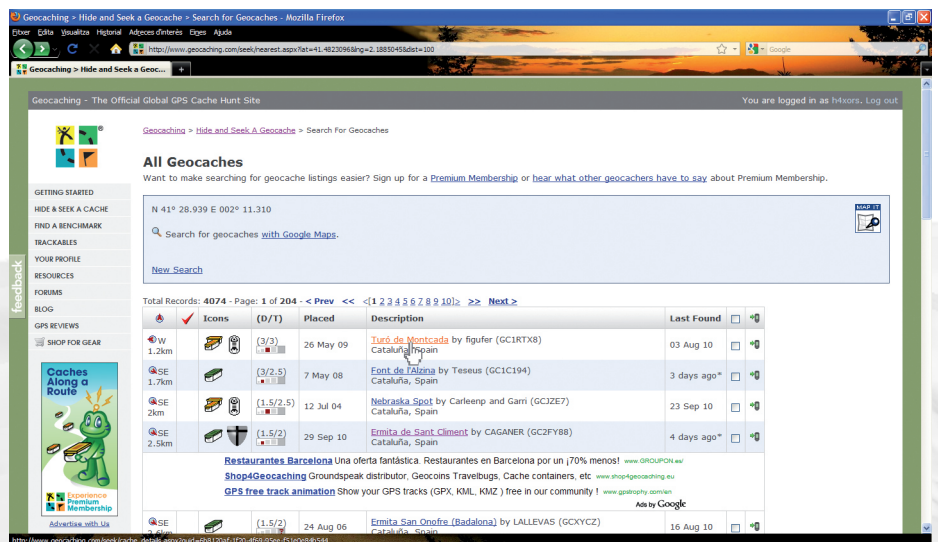 Geocaching > Hide and Seek a Geocache > Search for Geocaches - Mozilla Firefox
Fitxer Edita Visualitza Historial Adreces d'interès Eines Ajuda
http://www.geocaching.com/seek/nearest.aspx?lat=41.482309&lng=2.188504&dist=100
Google
Geocaching > Hide and Seek a Geoc...
Geocaching - The Official Global GPS Cache Hunt Site
You are logged in as h4xors. Log out
Geocaching > Hide and Seek A Geocache > Search For Geocaches
All Geocaches
Want to make searching for geocache listings easier? Sign up for a Premium Membership or hear what other geocachers have to say about Premium Membership.
GETTING STARTED
HIDE & SEEK A CACHE
FIND A BENCHMARK
TRACKABLES
YOUR PROFILE
RESOURCES
FORUMS
BLOG
GPS REVIEWS
SHOP FOR GEAR
feedback
N 41° 28.939 E 002° 11.310
MAP IT
Search for geocaches with Google Maps.
New Search
Total Records: 4074 - Page: 1 of 204 - < Prev << <[1 2 3 4 5 6 7 8 9 10]> >> Next >
Icons (D/T) Placed Description Last Found
W 1.2km (3/3) 26 May 09 Turó de Montcada by figufer (GC1RTX8) 03 Aug 10
Cataluña, Spain
SE 1.7km (3/2.5) 7 May 08 Font de l'Alzina by Teseus (GC1C194) 3 days ago*
Cataluña, Spain
SE 2km (1.5/2.5) 12 Jul 04 Nebraska Spot by Carleenp and Garri (GCJZE7) 23 Sep 10
Cataluña, Spain
SE 2.5km (1.5/2) 29 Sep 10 Ermita de Sant Climent by CAGANER (GC2FY88) 4 days ago*
Cataluña, Spain
Restaurantes Barcelona Una oferta fantástica. Restaurantes en Barcelona por un ¡70% menos! www.GROUPON.es/
Shop4Geocaching Groundspeak distributor, Geocoins Travelbugs, Cache containers, etc www.shop4geocaching.eu
GPS free track animation Show your GPS tracks (GPX, KML, KMZ ) free in our community ! www.gpstrophy.com/en
Ads by Google
SE 2.6km (1.5/2) 24 Aug 06 Ermita San Onofre (Badalona) by LALLEVAS (GCXYCZ) 16 Aug 10
Cataluña, Spain
Caches
Along a
Route
Experience
Premium
Membership
Advertise with Us